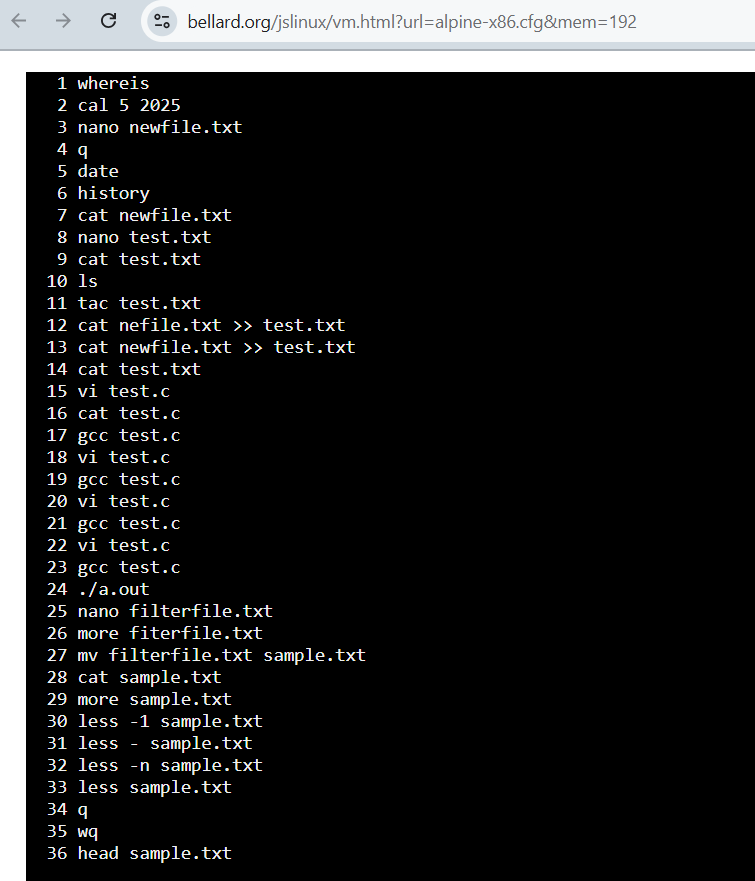 bellard.org/jslinux/vm.html?url=alpine-x86.cfg&mem=192
1 whereis
2 cal 5 2025
3 nano newfile.txt
4 q
5 date
6 history
7 cat newfile.txt
8 nano test.txt
9 cat test.txt
10 ls
11 tac test.txt
12 cat nefile.txt >> test.txt
13 cat newfile.txt >> test.txt
14 cat test.txt
15 vi test.c
16 cat test.c
17 gcc test.c
18 vi test.c
19 gcc test.c
20 vi test.c
21 gcc test.c
22 vi test.c
23 gcc test.c
24 ./a.out
25 nano filterfile.txt
26 more fiterfile.txt
27 mv filterfile.txt sample.txt
28 cat sample.txt
29 more sample.txt
30 less -1 sample.txt
31 less - sample.txt
32 less -n sample.txt
33 less sample.txt
34 q
35 wq
36 head sample.txt